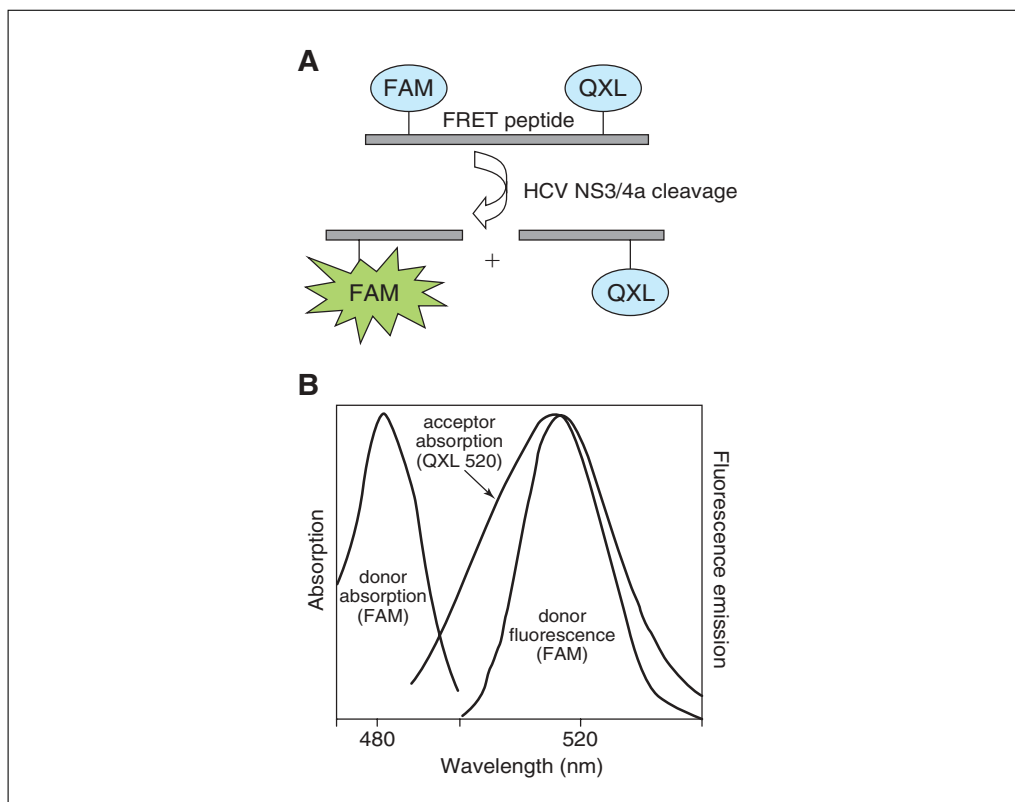 A
FAM
QXL
FRET peptide
HCV NS3/4a cleavage
+
FAM
QXL
B
acceptor
absorption
(QXL 520)
donor
absorption
(FAM)
donor
fluorescence
(FAM)
Absorption
Fluorescence emission
480
520
Wavelength (nm)